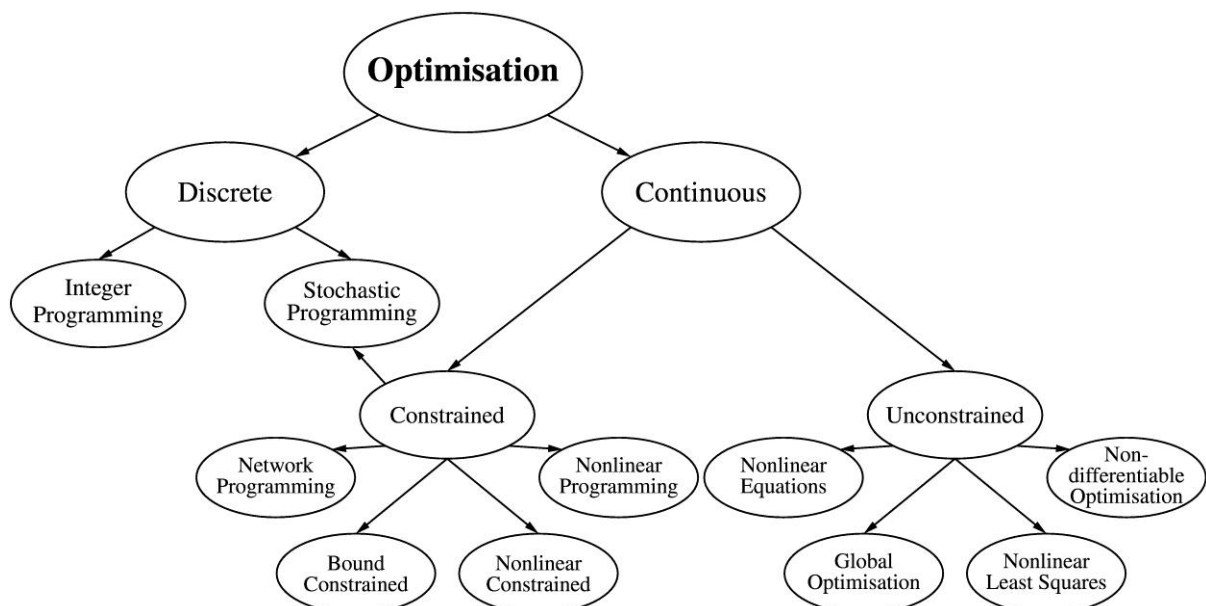 Optimisation
Discrete
Continuous
Integer
Programming
Stochastic
Programming
Constrained
Unconstrained
Network
Programming
Nonlinear
Programming
Nonlinear
Equations
Non-
differentiable
Optimisation
Bound
Constrained
Nonlinear
Constrained
Global
Optimisation
Nonlinear
Least Squares